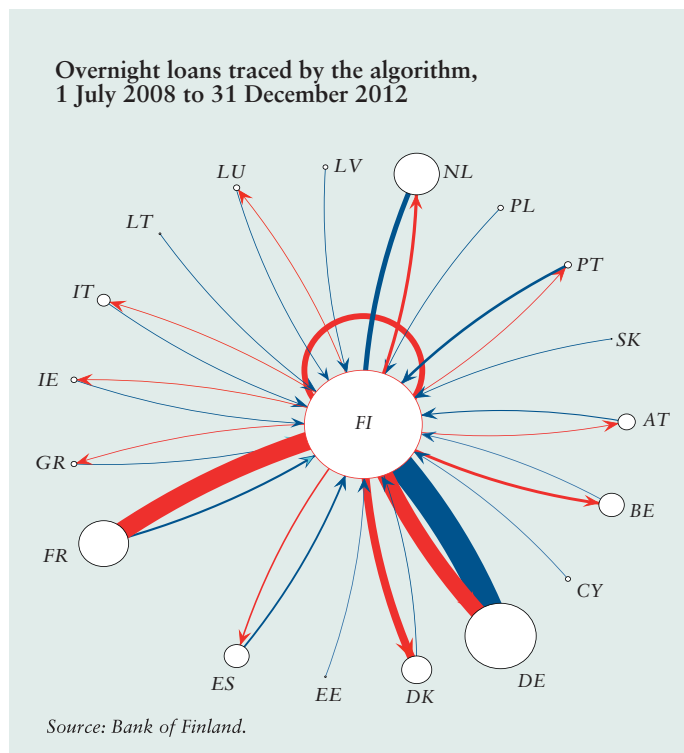 Overnight loans traced by the algorithm,
1 July 2008 to 31 December 2012
LV
NL
LU
PL
LT
PT
IT
SK
IE
FI
AT
GR
BE
FR
CY
ES
EE
DK
DE
Source: Bank of Finland.